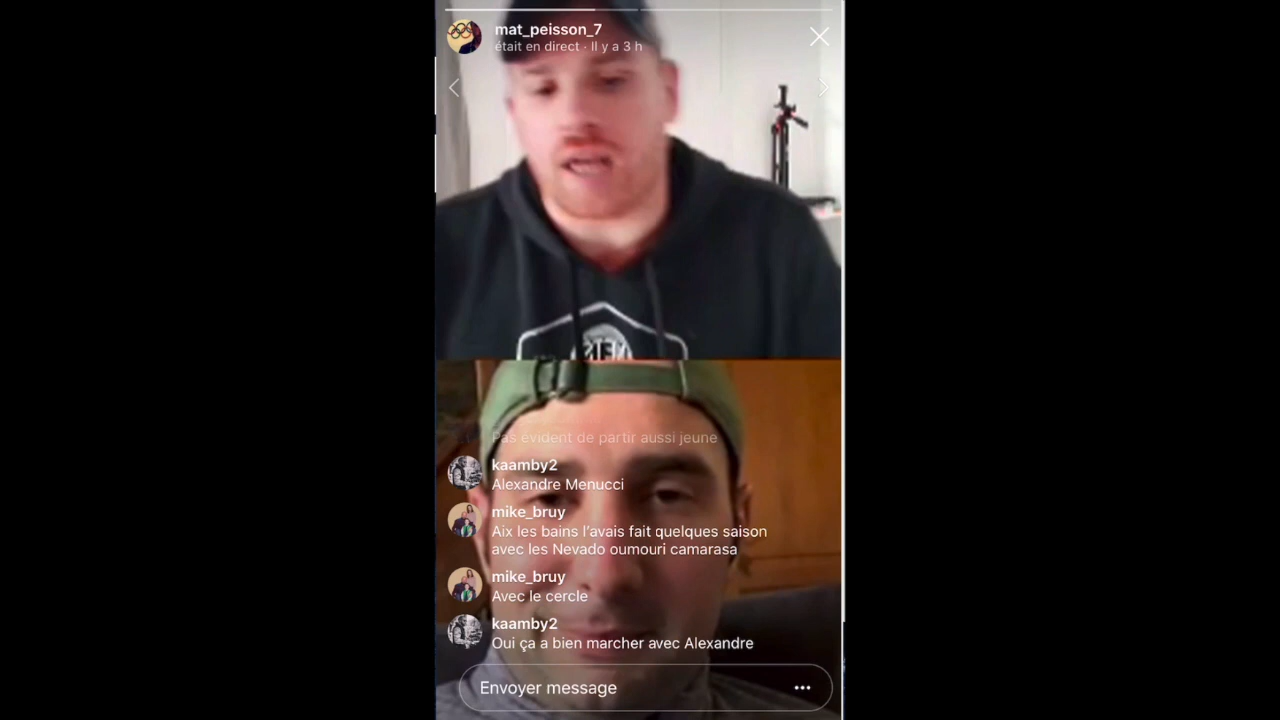 mat_peisson_7
était en direct · Il y a 3 h
Pas évident de partir aussi jeune
kaamby2
Alexandre Menucci
mike_bruy
Aix les bains l'avais fait quelques saison
avec les Nevado oumouri camarasa
mike_bruy
Avec le cercle
kaamby2
Oui ça a bien marcher avec Alexandre
Envoyer message